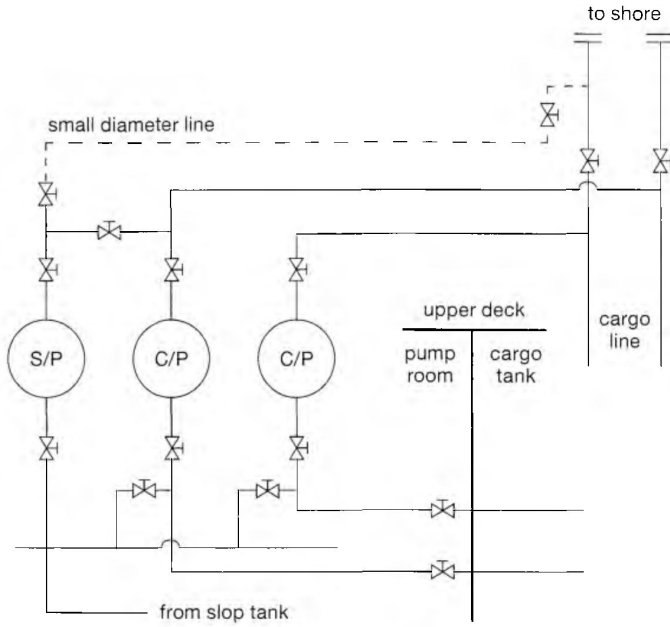 to shore
small diameter line
upper deck
cargo
line
S/P
C/P
C/P
pump
room
cargo
tank
from slop tank